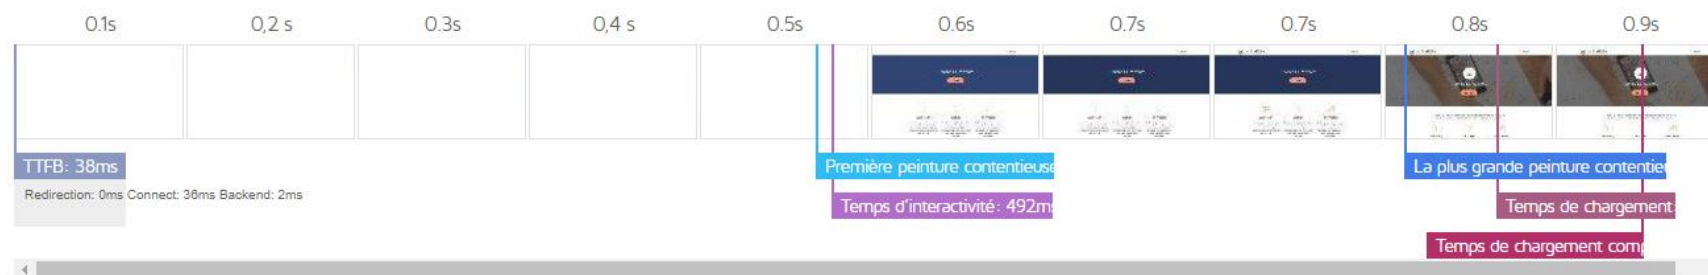 0.1s 0,2 s 0.3s 0,4 s 0.5s 0.6s 0.7s 0.7s 0.8s 0.9s
TTFB: 38ms Première peinture contentieuse La plus grande peinture
Redirection: 0ms Connect: 36ms Backend: 2ms
Temps d'interactivité: 492ms Temps de chargement
Temps de chargement